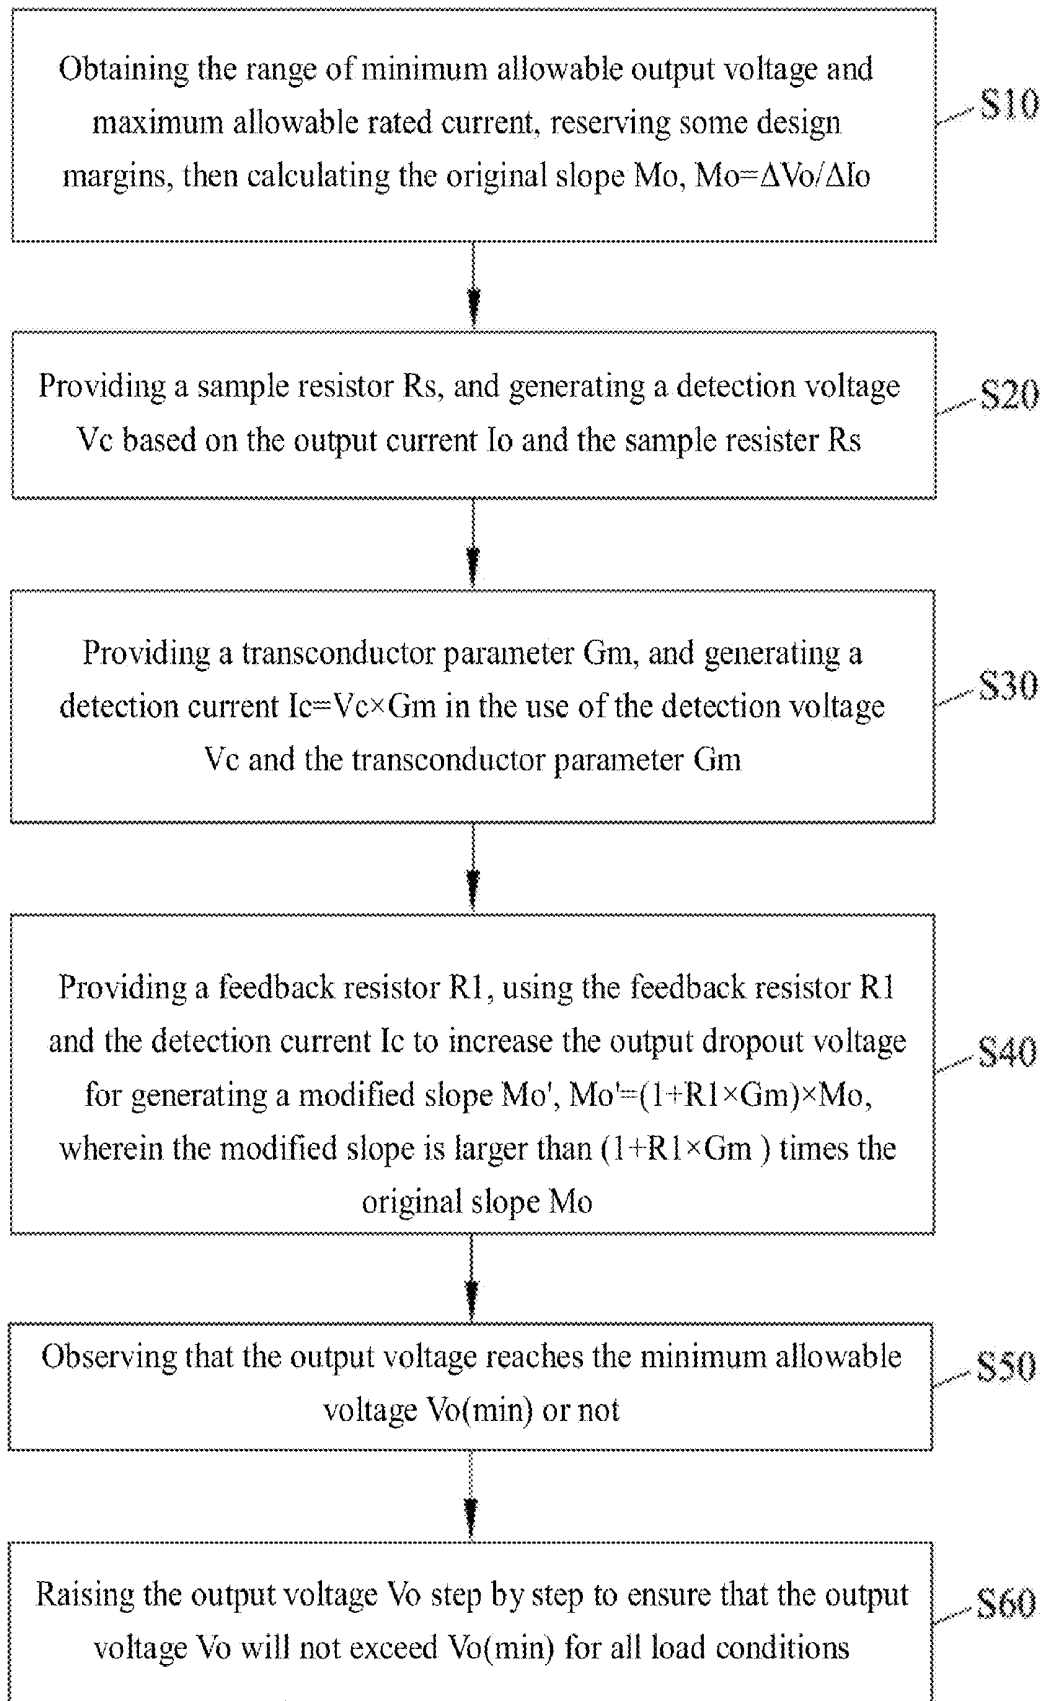 Obtaining the range of minimum allowable output voltage and
maximum allowable rated current, reserving some design
margins, then calculating the original slope Mo, Mo=ΔVo/ΔIo
S10
Providing a sample resistor Rs, and generating a detection voltage
Vc based on the output current Io and the sample resister Rs
S20
Providing a transconductor parameter Gm, and generating a
detection current Ic=Vc×Gm in the use of the detection voltage
Vc and the transconductor parameter Gm
S30
Providing a feedback resistor R1, using the feedback resistor R1
and the detection current Ic to increase the output dropout voltage
for generating a modified slope Mo', Mo'=(1+R1×Gm)×Mo,
wherein the modified slope is larger than (1+R1×Gm ) times the
original slope Mo
S40
Observing that the output voltage reaches the minimum allowable
voltage Vo(min) or not
S50
Raising the output voltage Vo step by step to ensure that the output
voltage Vo will not exceed Vo(min) for all load conditions
S60